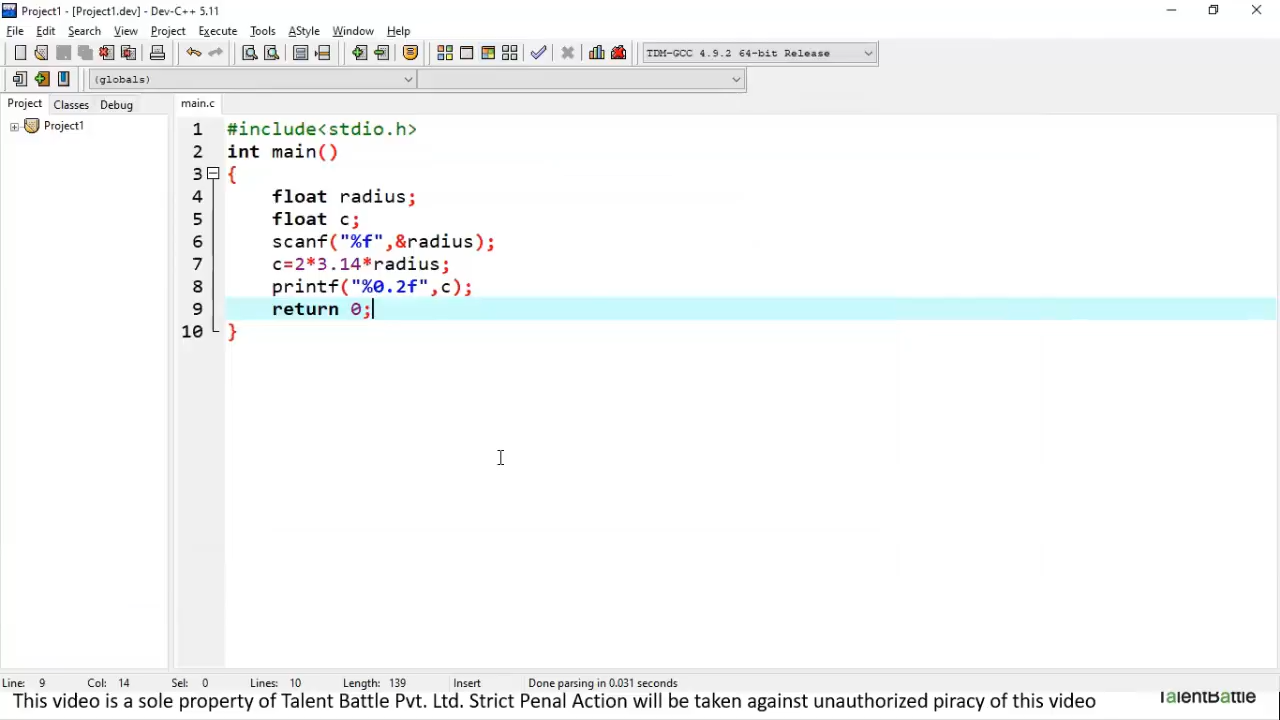 Project1 - [Project1.dev] - Dev-C++ 5.11
File Edit Search View Project Execute Tools AStyle Window Help
TDM-GCC 4.9.2 64-bit Release
(globals)
Project Classes Debug main.c
Project1
1 #include<stdio.h>
2 int main()
3 {
4 float radius;
5 float c;
6 scanf("%f",&radius);
7 c=2*3.14*radius;
8 printf("%0.2f",c);
9 return 0;
10 }
Line: 9 Col: 14 Sel: 0 Lines: 10 Length: 139 Insert Done parsing in 0.031 seconds
This video is a sole property of Talent Battle Pvt. Ltd. Strict Penal Action will be taken against unauthorized piracy of this video
TalentBattle